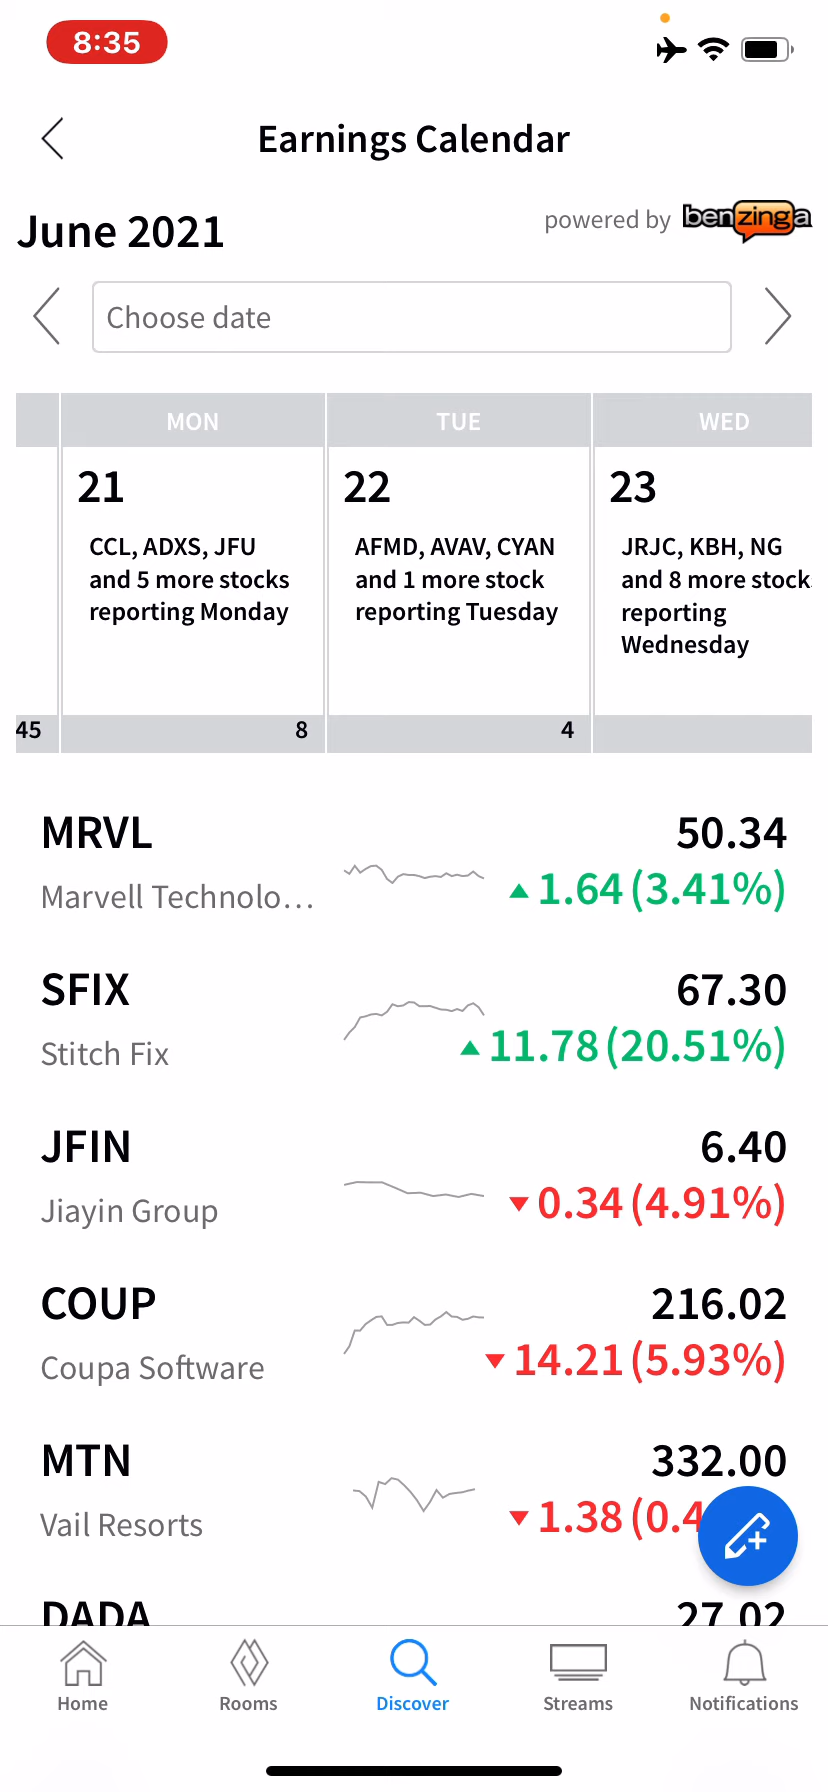 8:35
Earnings Calendar
June 2021
powered by benzinga
Choose date
MON
TUE
WED
21
22
23
CCL, ADXS, JFU
and 5 more stocks
reporting Monday
AFMD, AVAV, CYAN
and 1 more stock
reporting Tuesday
JRJC, KBH, NG
and 8 more stock
reporting
Wednesday
45
8
4
MRVL
50.34
Marvell Technolo...
▲1.64 (3.41%)
SFIX
67.30
Stitch Fix
▲11.78 (20.51%)
JFIN
6.40
Jiayin Group
▼0.34 (4.91%)
COUP
216.02
Coupa Software
▼14.21 (5.93%)
MTN
332.00
Vail Resorts
▼1.38 (0.4
DADA
27.02
Home
Rooms
Discover
Streams
Notifications